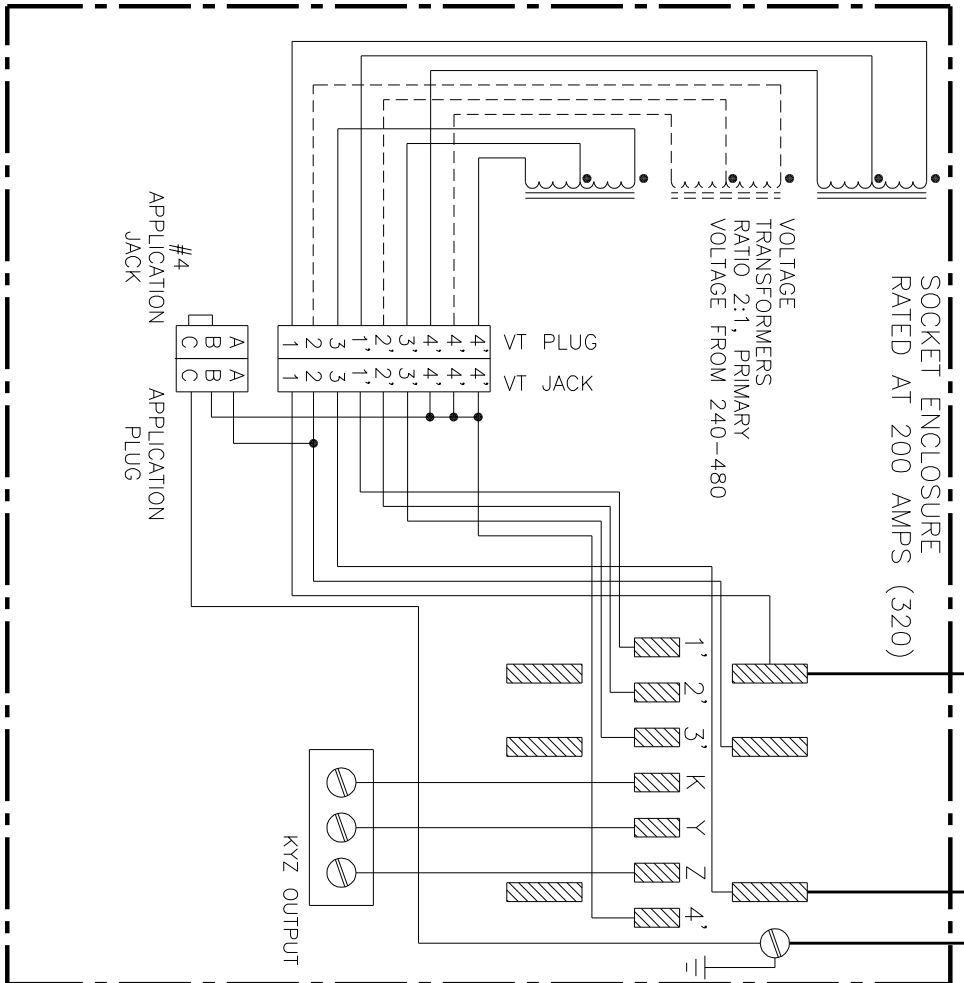 SOCKET ENCLOSURE
RATED AT 200 AMPS (320)
VOLTAGE
TRANSFORMERS
RATIO 2:1, PRIMARY
VOLTAGE FROM 240-480
VT PLUG
VT JACK
1 2 3 1' 2' 3' 4' 4' 4'
1 2 3 1' 2' 3' 4' 4' 4'
#4
APPLICATION
JACK
C B A
C B A
APPLICATION
PLUG
1'
2'
3'
K
Y
Z
4'
KYZ OUTPUT